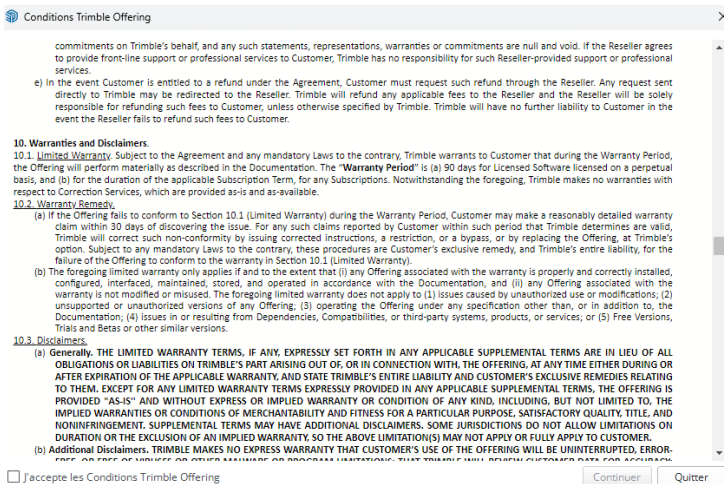 Conditions Trimble Offering
commitments on Trimble's behalf, and any such statements, representations, warranties or commitments are null and void. If the Reseller agrees
to provide front-line support or professional services to Customer, Trimble has no responsibility for such Reseller-provided support or professional
services.
e) In the event Customer is entitled to a refund under the Agreement, Customer must request such refund through the Reseller. Any request sent
directly to Trimble may be redirected to the Reseller. Trimble will refund any applicable fees to the Reseller and the Reseller will be solely
responsible for refunding such fees to Customer, unless otherwise specified by Trimble. Trimble will have no further liability to Customer in the
event the Reseller fails to refund such fees to Customer.
10. Warranties and Disclaimers.
10.1. Limited Warranty. Subject to the Agreement and any mandatory Laws to the contrary, Trimble warrants to Customer that during the Warranty Period,
the Offering will perform materially as described in the Documentation. The "Warranty Period" is (a) 90 days for Licensed Software licensed on a perpetual
basis, and (b) for the duration of the applicable Subscription Term, for any Subscriptions. Notwithstanding the foregoing, Trimble makes no warranties with
respect to Correction Services, which are provided as-is and as-available.
10.2. Warranty Remedy.
(a) If the Offering fails to conform to Section 10.1 (Limited Warranty) during the Warranty Period, Customer may make a reasonably detailed warranty
claim within 30 days of discovering the issue. For any such claims reported by Customer within such period that Trimble determines are valid,
Trimble will correct such non-conformity by issuing corrected instructions, a restriction, or a bypass, or by replacing the Offering, at Trimble's
option. Subject to any mandatory Laws to the contrary, these procedures are Customer's exclusive remedy, and Trimble's entire liability, for the
failure of the Offering to conform to the warranty in Section 10.1 (Limited Warranty).
(b) The foregoing limited warranty only applies if and to the extent that (i) any Offering associated with the warranty is properly and correctly installed,
configured, interfaced, maintained, stored, and operated in accordance with the Documentation, and (ii) any Offering associated with the
warranty is not modified or misused. The foregoing limited warranty does not apply to (1) issues caused by unauthorized use or modifications; (2)
unsupported or unauthorized versions of any Offering; (3) operating the Offering under any specification other than, or in addition to, the
Documentation; (4) issues in or resulting from Dependencies, Compatibilities, or third-party systems, products, or services; or (5) Free Versions,
Trials and Betas or other similar versions.
10.3. Disclaimers.
(a) Generally. THE LIMITED WARRANTY TERMS, IF ANY, EXPRESSLY SET FORTH IN ANY APPLICABLE SUPPLEMENTAL TERMS ARE IN LIEU OF ALL
OBLIGATIONS OR LIABILITIES ON TRIMBLE'S PART ARISING OUT OF, OR IN CONNECTION WITH, THE OFFERING, AT ANY TIME EITHER DURING OR
AFTER EXPIRATION OF THE APPLICABLE WARRANTY, AND STATE TRIMBLE'S ENTIRE LIABILITY AND CUSTOMER'S EXCLUSIVE REMEDIES RELATING
TO THEM. EXCEPT FOR ANY LIMITED WARRANTY TERMS EXPRESSLY PROVIDED IN ANY APPLICABLE SUPPLEMENTAL TERMS, THE OFFERING IS
PROVIDED "AS-IS" AND WITHOUT EXPRESS OR IMPLIED WARRANTY OR CONDITION OF ANY KIND, INCLUDING, BUT NOT LIMITED TO, THE
IMPLIED WARRANTIES OR CONDITIONS OF MERCHANTABILITY AND FITNESS FOR A PARTICULAR PURPOSE, SATISFACTORY QUALITY, TITLE, AND
NONINFRINGEMENT. SUPPLEMENTAL TERMS MAY HAVE ADDITIONAL DISCLAIMERS. SOME JURISDICTIONS DO NOT ALLOW LIMITATIONS ON
DURATION OR THE EXCLUSION OF AN IMPLIED WARRANTY, SO THE ABOVE LIMITATION(S) MAY NOT APPLY OR FULLY APPLY TO CUSTOMER.
(b) Additional Disclaimers. TRIMBLE MAKES NO EXPRESS WARRANTY THAT CUSTOMER'S USE OF THE OFFERING WILL BE UNINTERRUPTED, ERROR-
FREE, OR FREE OF VIRUSES OR OTHER MALWARE OR PROGRAM LIMITATIONS; THAT TRIMBLE WILL REVIEW CUSTOMER DATA FOR ACCURACY,
J'accepte les Conditions Trimble Offering
Continuer
Quitter